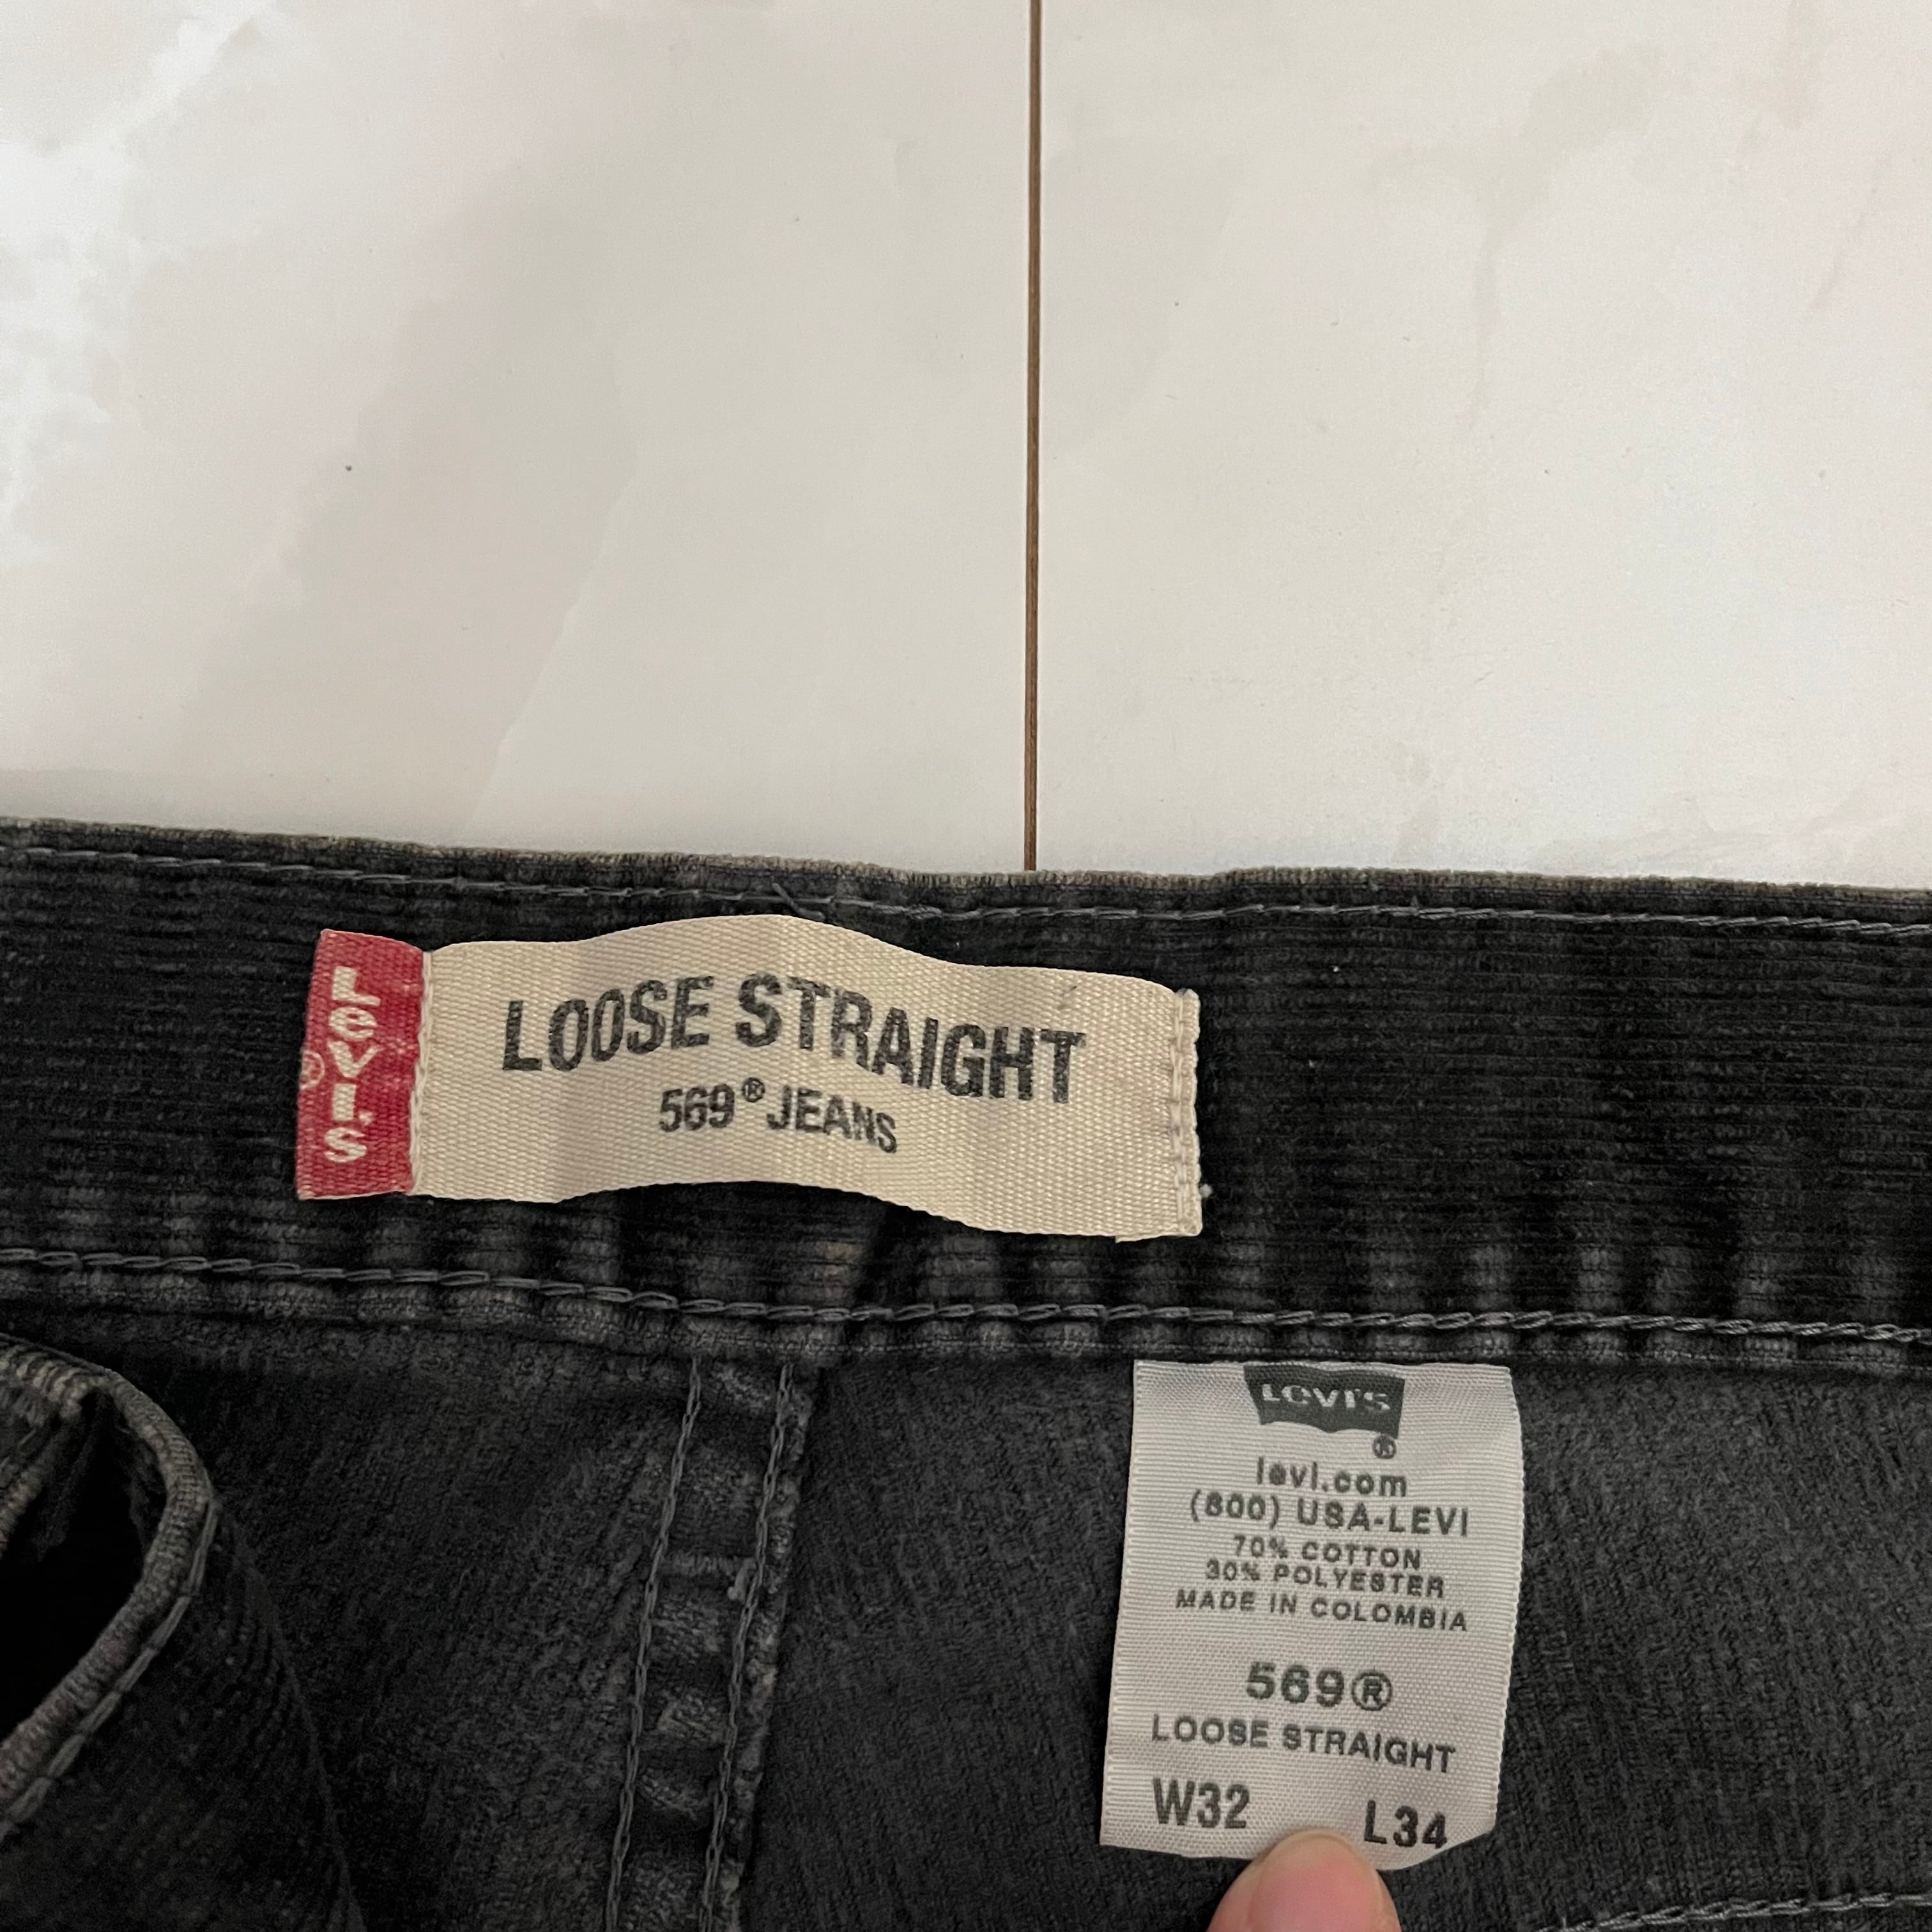 LEVI'S
®
LOOSE STRAIGHT
569® JEANS
LEVI'S
®
levi.com
(800) USA-LEVI
70% COTTON
30% POLYESTER
MADE IN COLOMBIA
569®
LOOSE STRAIGHT
W32 L34